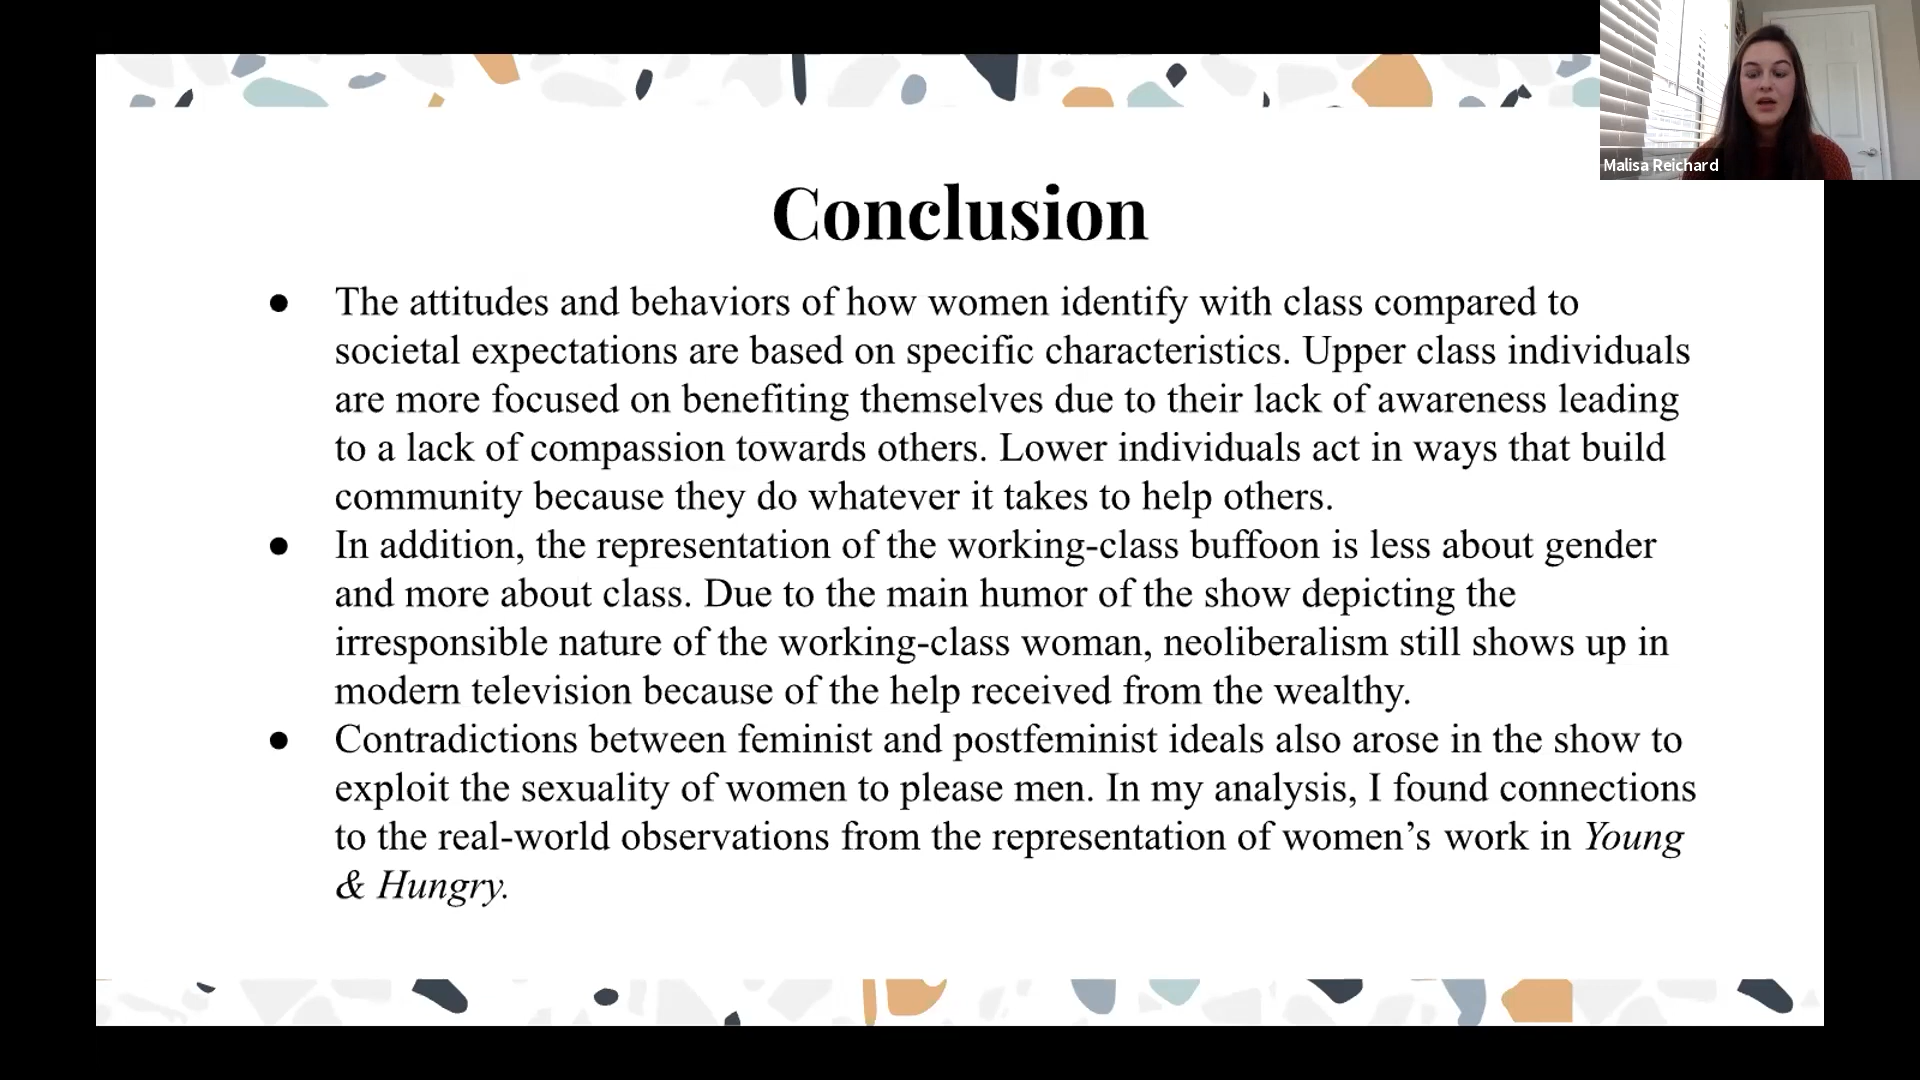 Malisa Reichard
Conclusion
● The attitudes and behaviors of how women identify with class compared to
societal expectations are based on specific characteristics. Upper class individuals
are more focused on benefiting themselves due to their lack of awareness leading
to a lack of compassion towards others. Lower individuals act in ways that build
community because they do whatever it takes to help others.
● In addition, the representation of the working-class buffoon is less about gender
and more about class. Due to the main humor of the show depicting the
irresponsible nature of the working-class woman, neoliberalism still shows up in
modern television because of the help received from the wealthy.
● Contradictions between feminist and postfeminist ideals also arose in the show to
exploit the sexuality of women to please men. In my analysis, I found connections
to the real-world observations from the representation of women’s work in Young
& Hungry.